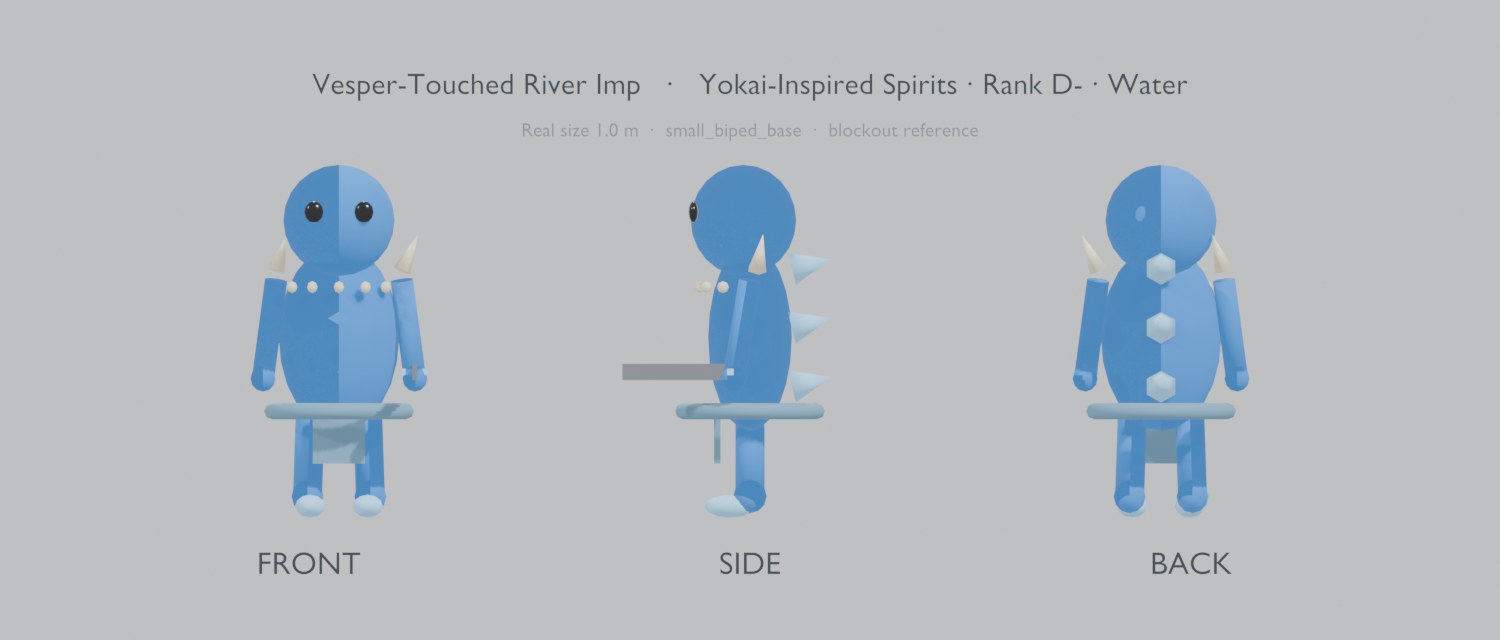 Vesper-Touched River Imp · Yokai-Inspired Spirits · Rank D- · Water
Real size 1.0 m · small_biped_base · blockout reference
FRONT SIDE BACK